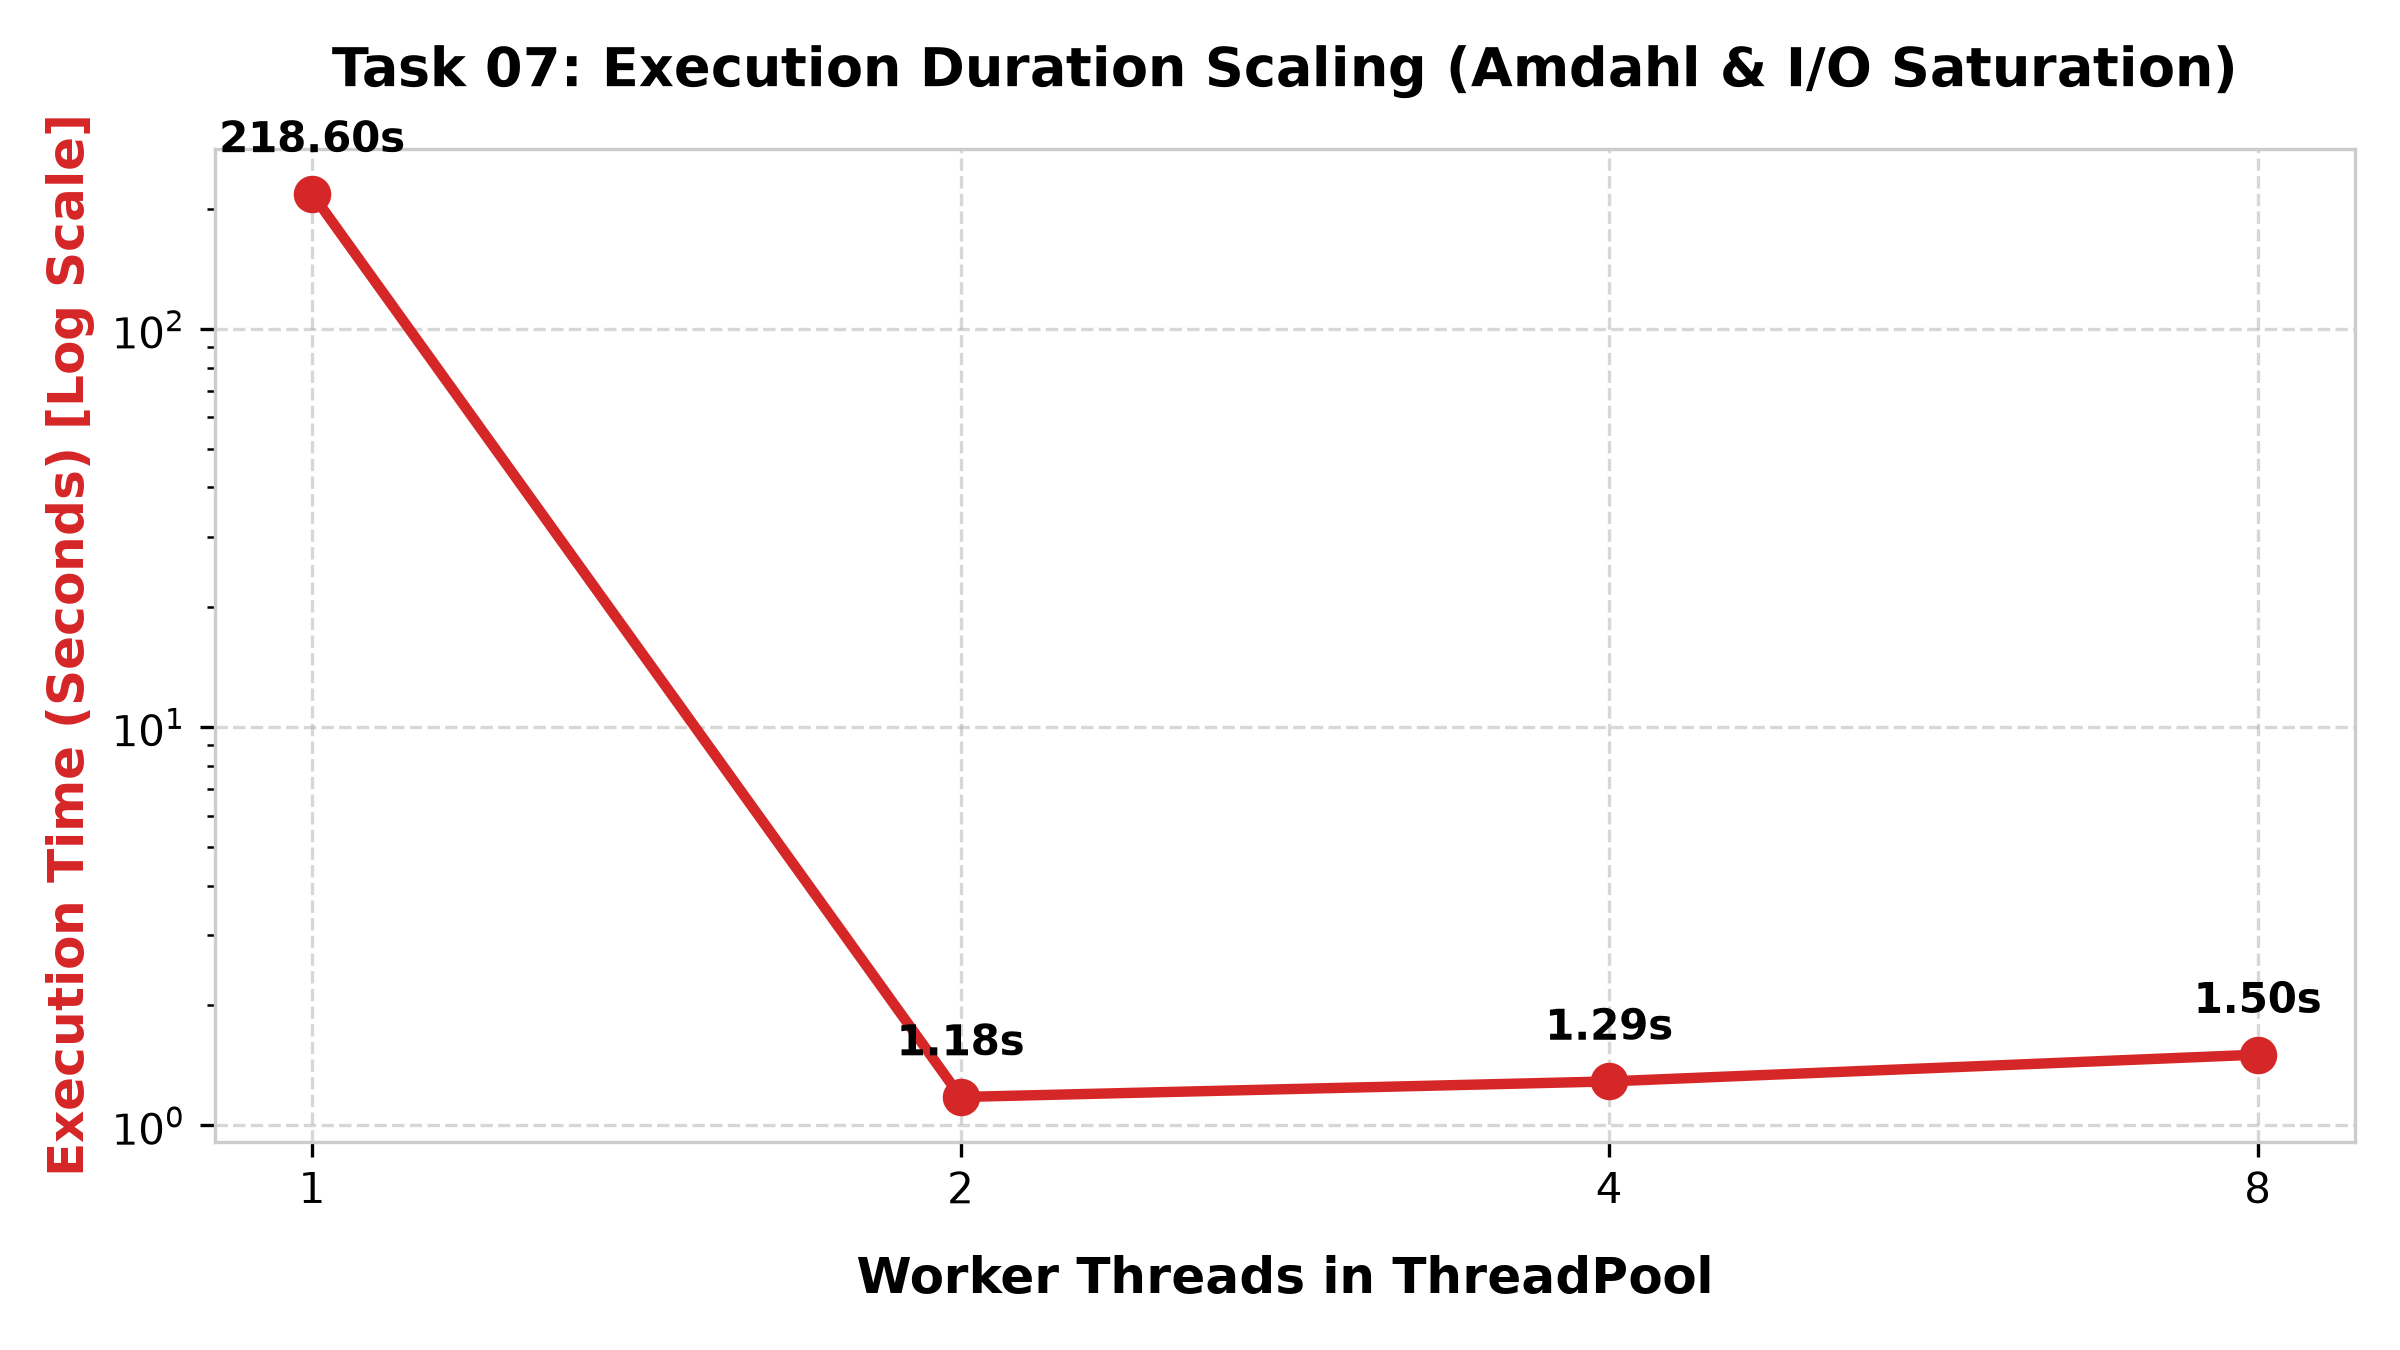 Task 07: Execution Duration Scaling (Amdahl & I/O Saturation)
Execution Time (Seconds) [Log Scale]
218.60s
10²
10¹
1.18s
1.29s
1.50s
10⁰
1 2 4 8
Worker Threads in ThreadPool